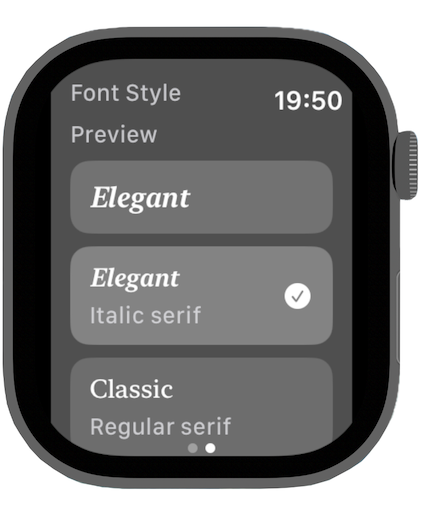 Font Style
19:50
Preview
Elegant
Elegant
Italic serif
Classic
Regular serif